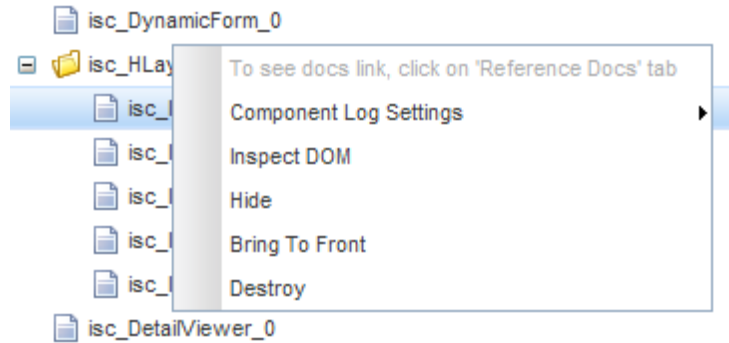 isc_DynamicForm_0
isc_HLay
To see docs link, click on 'Reference Docs' tab
isc_
Component Log Settings
isc_
Inspect DOM
isc_
Hide
isc_
Bring To Front
isc_
Destroy
isc_DetailViewer_0